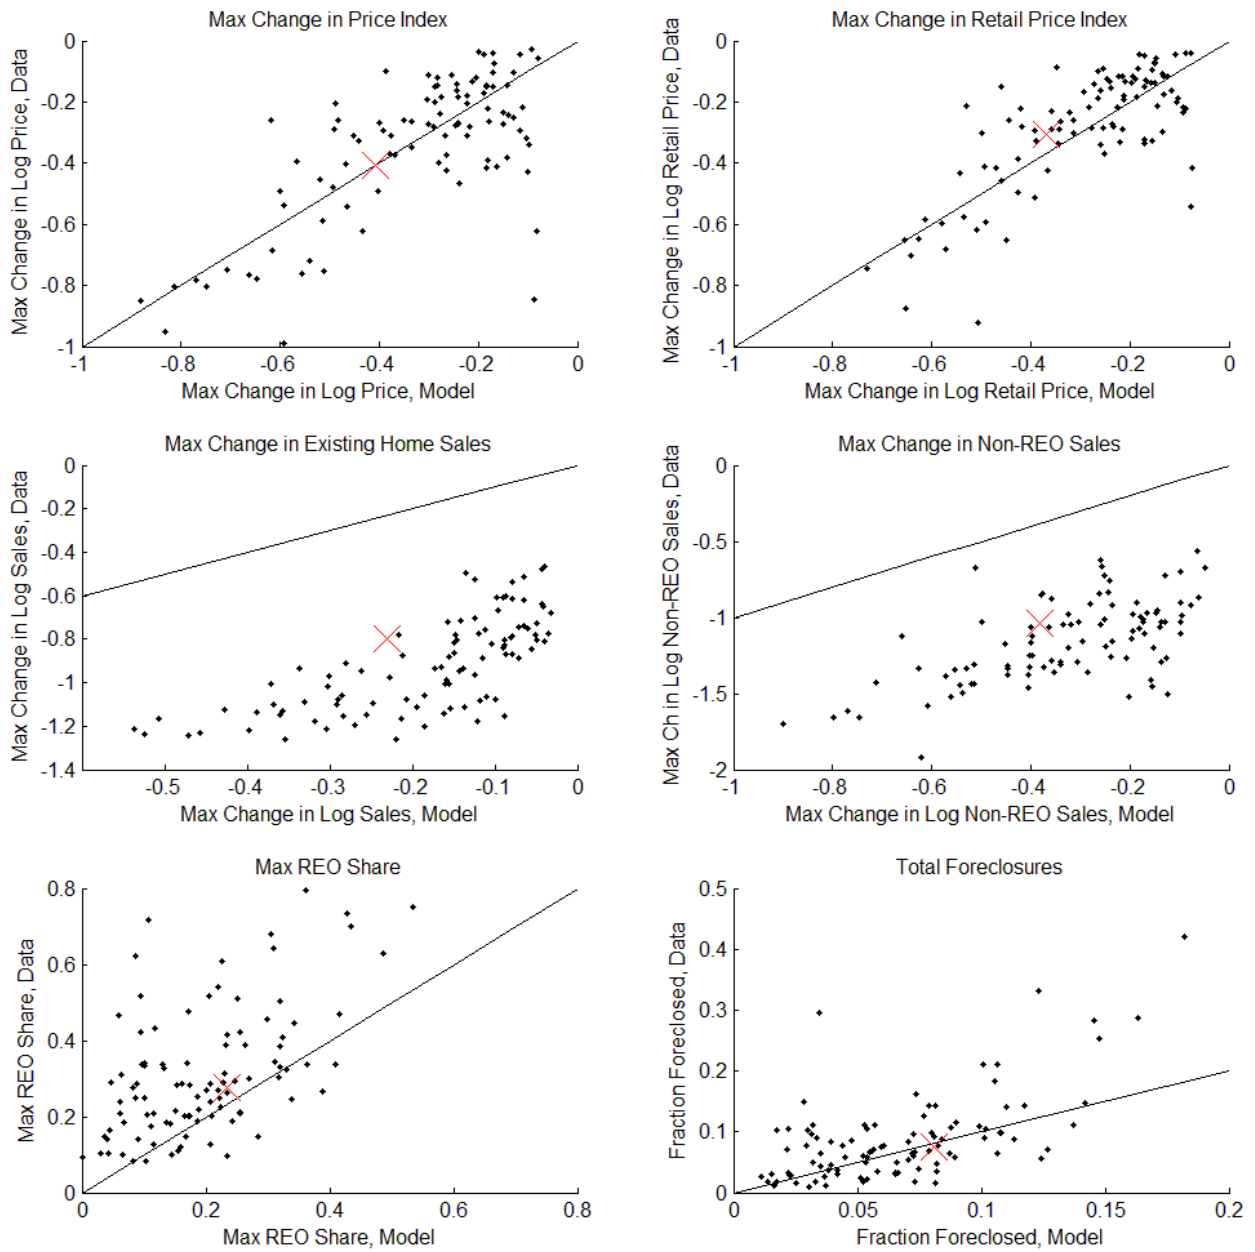 Max Change in Price Index
Max Change in Log Price, Data
0
-0.2
-0.4
-0.6
-0.8
-1
-1 -0.8 -0.6 -0.4 -0.2 0
Max Change in Log Price, Model
Max Change in Retail Price Index
Max Change in Log Retail Price, Data
0
-0.2
-0.4
-0.6
-0.8
-1
-1 -0.8 -0.6 -0.4 -0.2 0
Max Change in Log Retail Price, Model
Max Change in Existing Home Sales
Max Change in Log Sales, Data
0
-0.2
-0.4
-0.6
-0.8
-1
-1.2
-1.4
-0.5 -0.4 -0.3 -0.2 -0.1 0
Max Change in Log Sales, Model
Max Change in Non-REO Sales
Max Ch in Log Non-REO Sales, Data
0
-0.5
-1
-1.5
-2
-1 -0.8 -0.6 -0.4 -0.2 0
Max Change in Log Non-REO Sales, Model
Max REO Share
Max REO Share, Data
0.8
0.6
0.4
0.2
0
0 0.2 0.4 0.6 0.8
Max REO Share, Model
Total Foreclosures
Fraction Foreclosed, Data
0.5
0.4
0.3
0.2
0.1
0
0 0.05 0.1 0.15 0.2
Fraction Foreclosed, Model